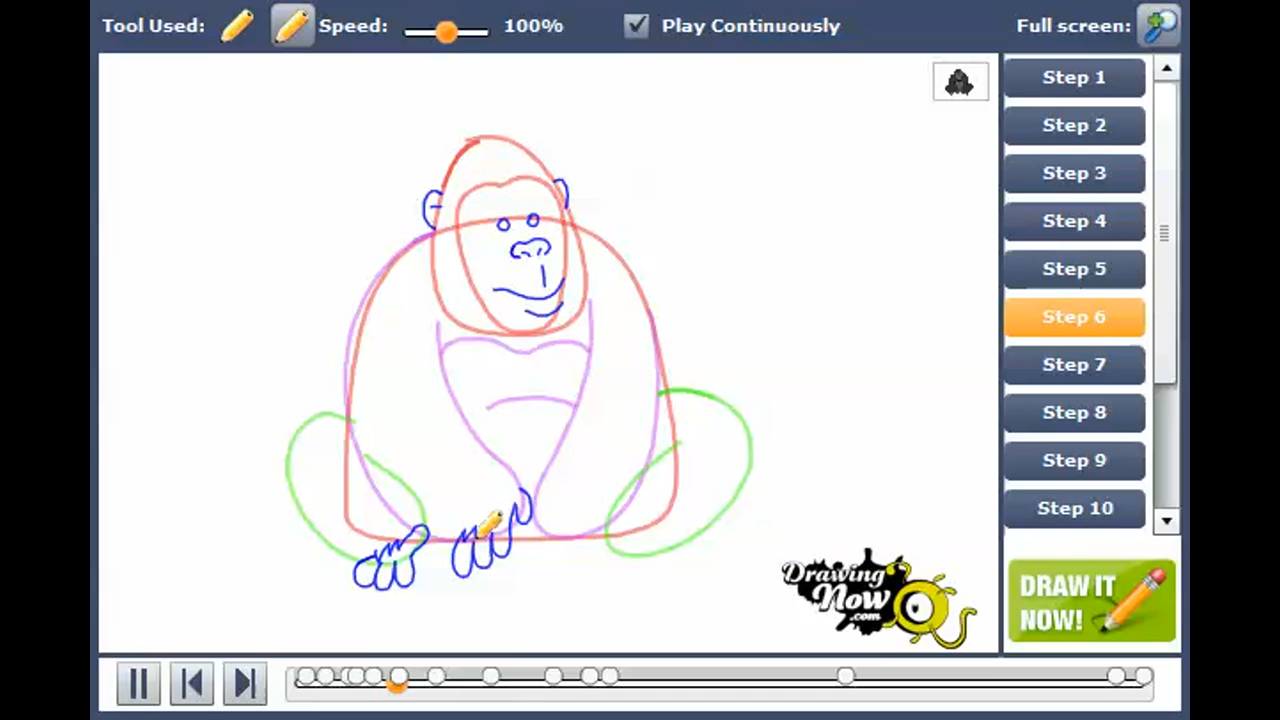 Tool Used:
Speed:
100%
Play Continuously
Full screen:
Step 1
Step 2
Step 3
Step 4
Step 5
Step 6
Step 7
Step 8
Step 9
Step 10
Drawing
Now
.com
DRAW IT
NOW!